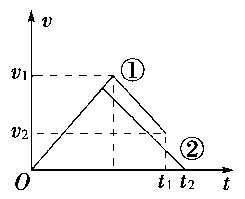 v
v₁
①
v₂
②
O
t₁ t₂ t